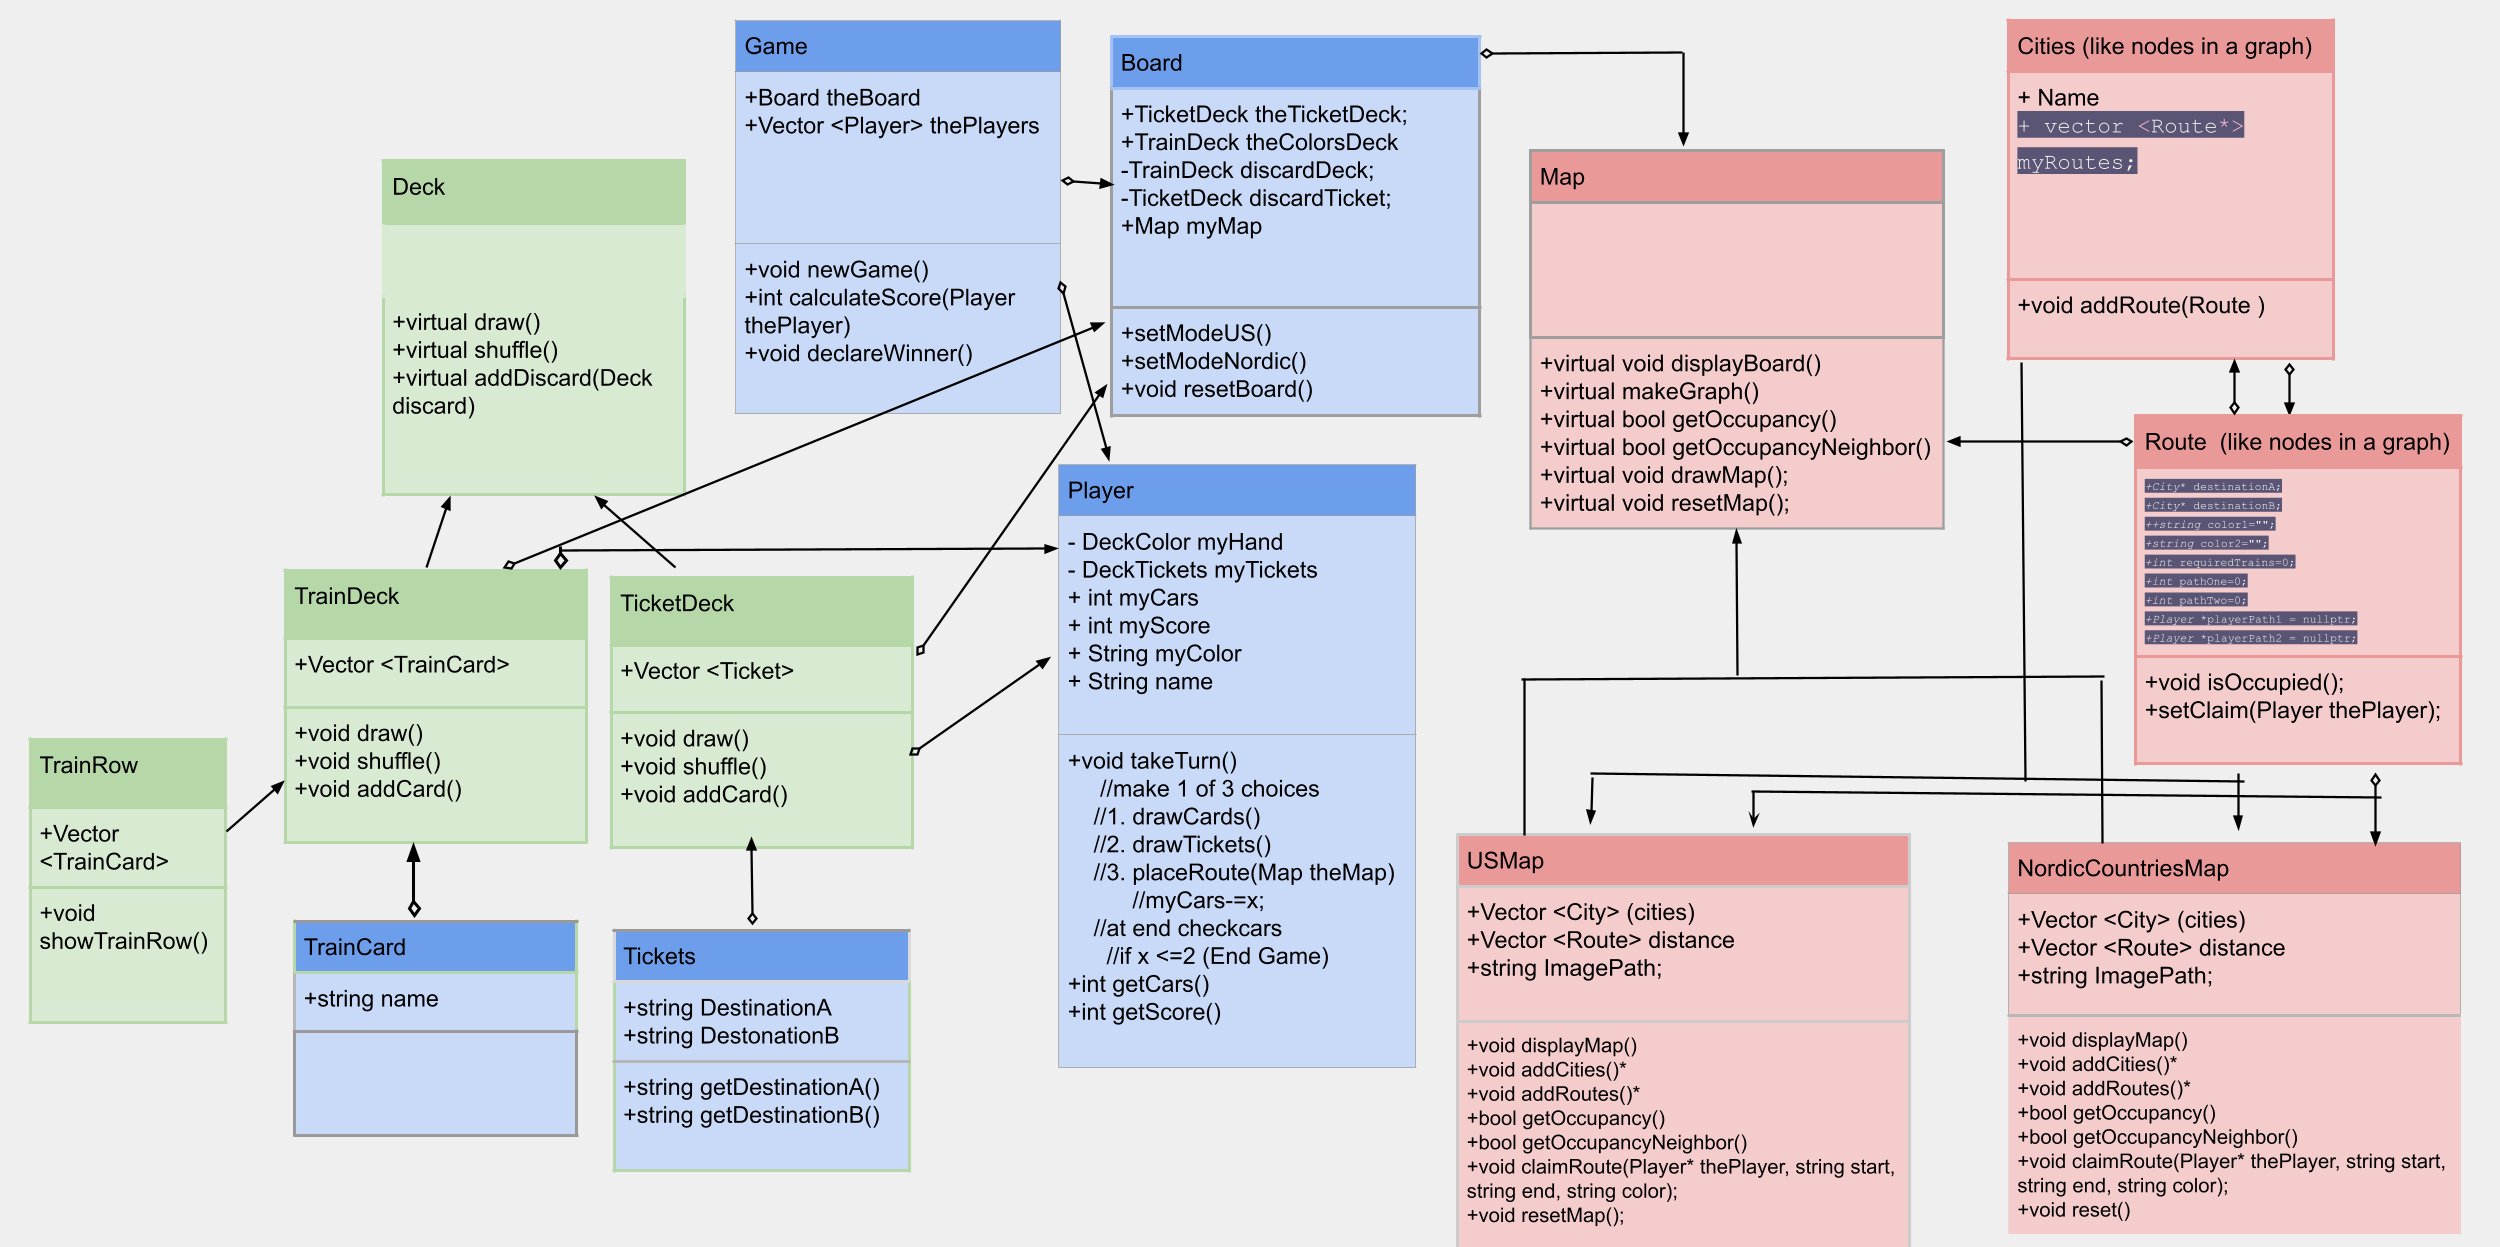 Game
+Board theBoard
+Vector <Player> thePlayers
+void newGame()
+int calculateScore(Player
thePlayer)
+void declareWinner()
Board
+TicketDeck theTicketDeck;
+TrainDeck theColorsDeck
-TrainDeck discardDeck;
-TicketDeck discardTicket;
+Map myMap
+setModeUS()
+setModeNordic()
+void resetBoard()
Cities (like nodes in a graph)
+ Name
+ vector <Route*>
myRoutes;
+void addRoute(Route )
Deck
+virtual draw()
+virtual shuffle()
+virtual addDiscard(Deck
discard)
Map
+virtual void displayBoard()
+virtual makeGraph()
+virtual bool getOccupancy()
+virtual bool getOccupancyNeighbor()
+virtual void drawMap();
+virtual void resetMap();
Route  (like nodes in a graph)
+City* destinationA;
+City* destinationB;
++string color1="";
+string color2="";
+int requiredTrains=0;
+int pathOne=0;
+int pathTwo=0;
+Player *playerPath1 = nullptr;
+Player *playerPath2 = nullptr;
+void isOccupied();
+setClaim(Player thePlayer);
Player
- DeckColor myHand
- DeckTickets myTickets
+ int myCars
+ int myScore
+ String myColor
+ String name
+void takeTurn()
//make 1 of 3 choices
//1. drawCards()
//2. drawTickets()
//3. placeRoute(Map theMap)
//myCars-=x;
//at end checkcars
//if x <=2 (End Game)
+int getCars()
+int getScore()
TrainDeck
+Vector <TrainCard>
+void draw()
+void shuffle()
+void addCard()
TicketDeck
+Vector <Ticket>
+void draw()
+void shuffle()
+void addCard()
TrainRow
+Vector
<TrainCard>
+void
showTrainRow()
TrainCard
+string name
Tickets
+string DestinationA
+string DestonationB
+string getDestinationA()
+string getDestinationB()
USMap
+Vector <City> (cities)
+Vector <Route> distance
+string ImagePath;
+void displayMap()
+void addCities()*
+void addRoutes()*
+bool getOccupancy()
+bool getOccupancyNeighbor()
+void claimRoute(Player* thePlayer, string start,
string end, string color);
+void resetMap();
NordicCountriesMap
+Vector <City> (cities)
+Vector <Route> distance
+string ImagePath;
+void displayMap()
+void addCities()*
+void addRoutes()*
+bool getOccupancy()
+bool getOccupancyNeighbor()
+void claimRoute(Player* thePlayer, string start,
string end, string color);
+void reset()